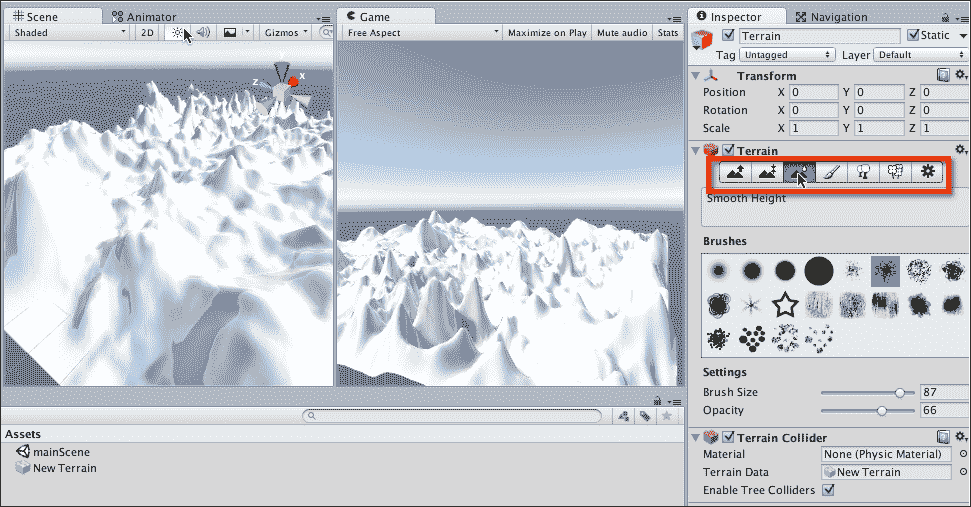 Scene
Animator
Shaded
2D
Gizmos
z
x
Game
Free Aspect
Maximize on Play
Mute audio
Stats
Inspector
Navigation
Terrain
Static
Tag
Untagged
Layer
Default
Transform
Position X 0 Y 0 Z 0
Rotation X 0 Y 0 Z 0
Scale X 1 Y 1 Z 1
Terrain
Smooth Height
Brushes
Settings
Brush Size 87
Opacity 66
Terrain Collider
Material None (Physic Material)
Terrain Data New Terrain
Enable Tree Colliders
Assets
mainScene
New Terrain